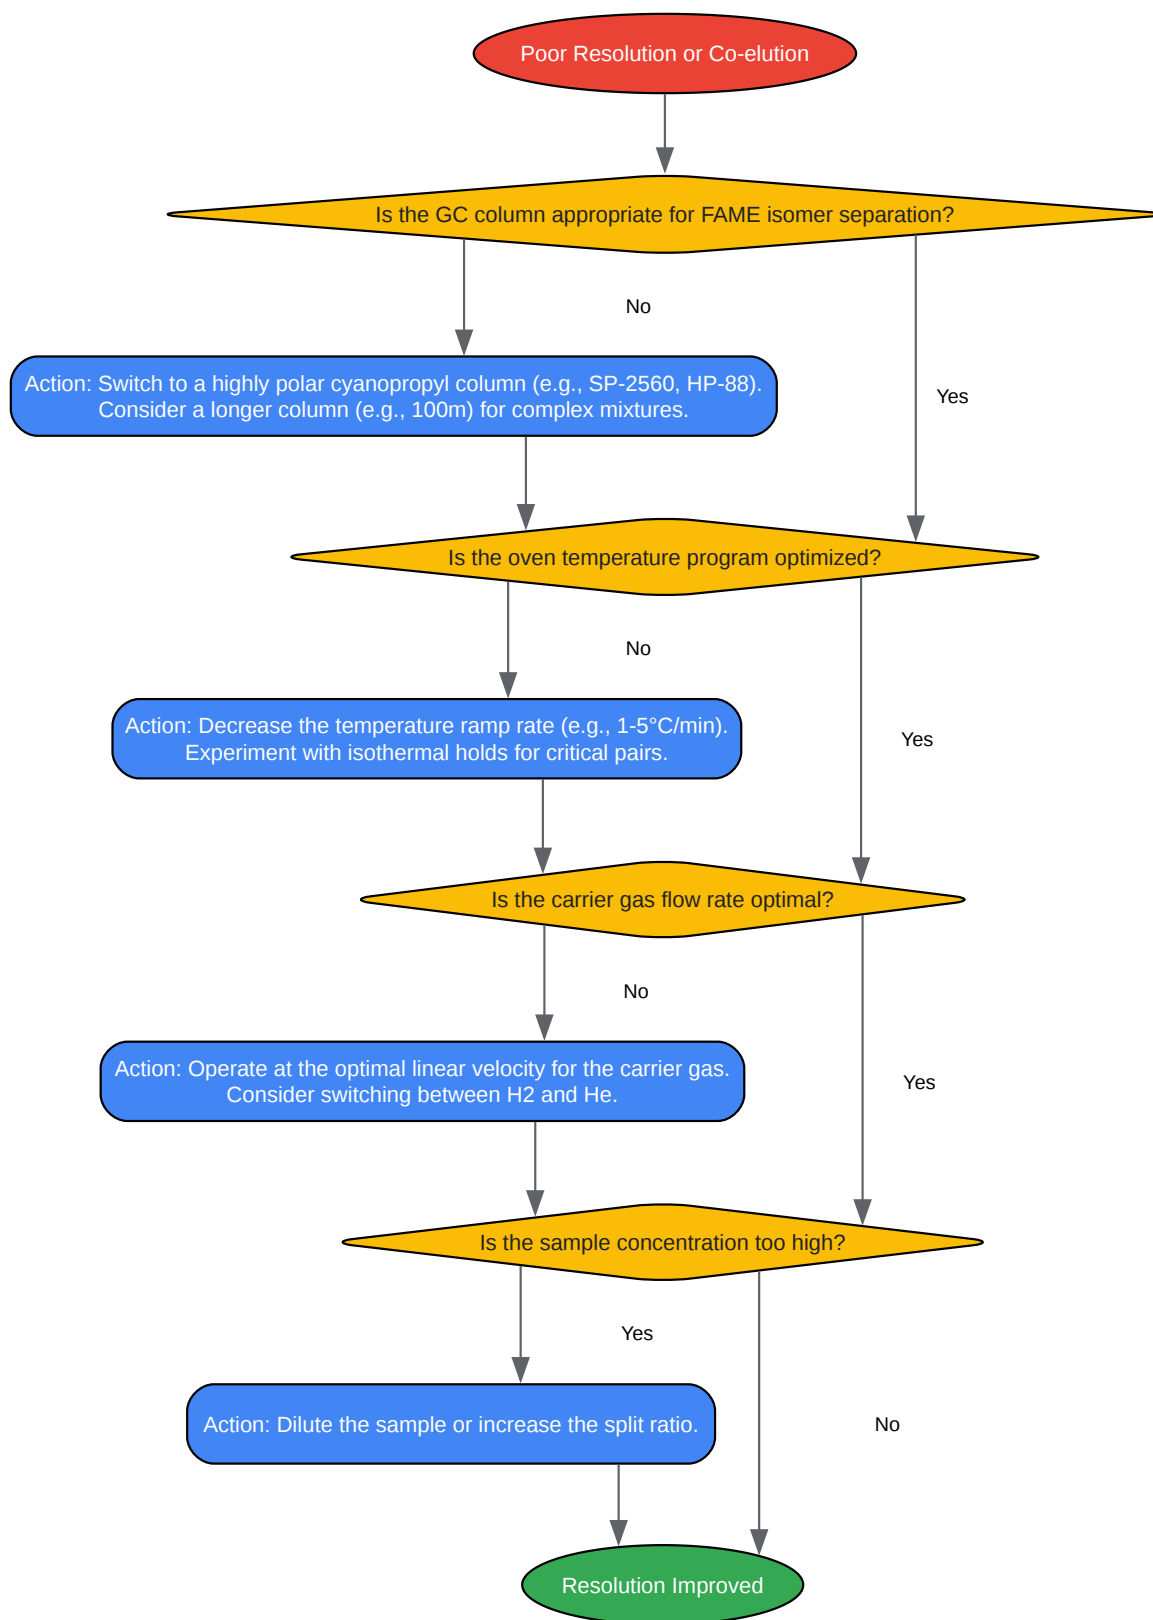 Poor Resolution or Co-elution
Is the GC column appropriate for FAME isomer separation?
No
Action: Switch to a highly polar cyanopropyl column (e.g., SP-2560, HP-88).
Consider a longer column (e.g., 100m) for complex mixtures.
Yes
Is the oven temperature program optimized?
No
Action: Decrease the temperature ramp rate (e.g., 1-5°C/min).
Experiment with isothermal holds for critical pairs.
Yes
Is the carrier gas flow rate optimal?
No
Action: Operate at the optimal linear velocity for the carrier gas.
Consider switching between H2 and He.
Yes
Is the sample concentration too high?
Yes
Action: Dilute the sample or increase the split ratio.
No
Resolution Improved